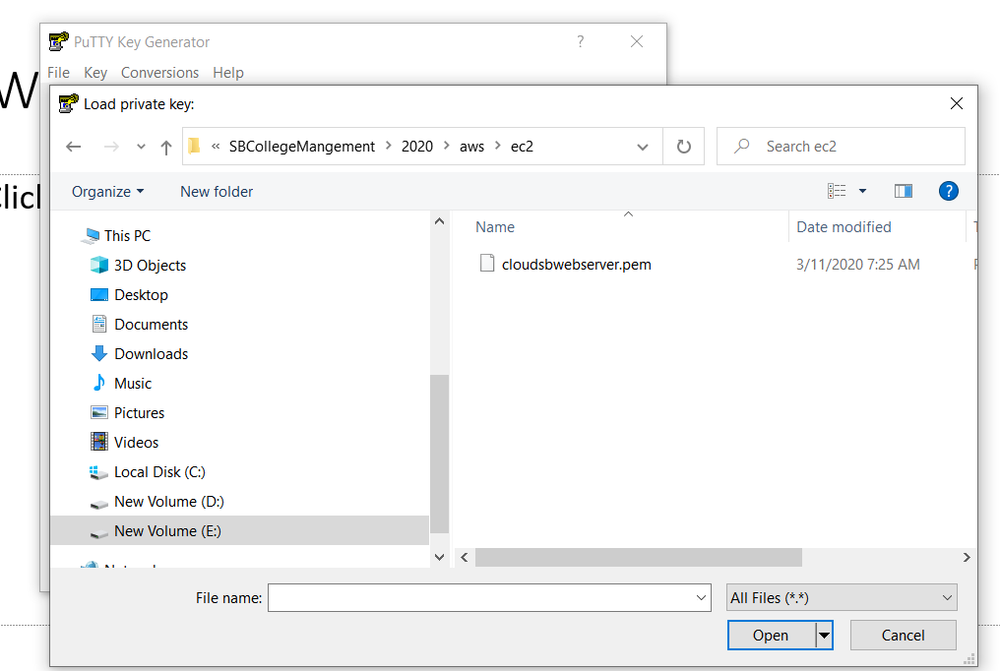 PuTTY Key Generator
File Key Conversions Help
W
Load private key:
« SBCollegeMangement > 2020 > aws > ec2
Search ec2
Clic
Organize
New folder
Name
Date modified
This PC
3D Objects
cloudsbwebserver.pem
3/11/2020 7:25 AM
Desktop
Documents
Downloads
Music
Pictures
Videos
Local Disk (C:)
New Volume (D:)
New Volume (E:)
File name:
All Files (*.*)
Open
Cancel